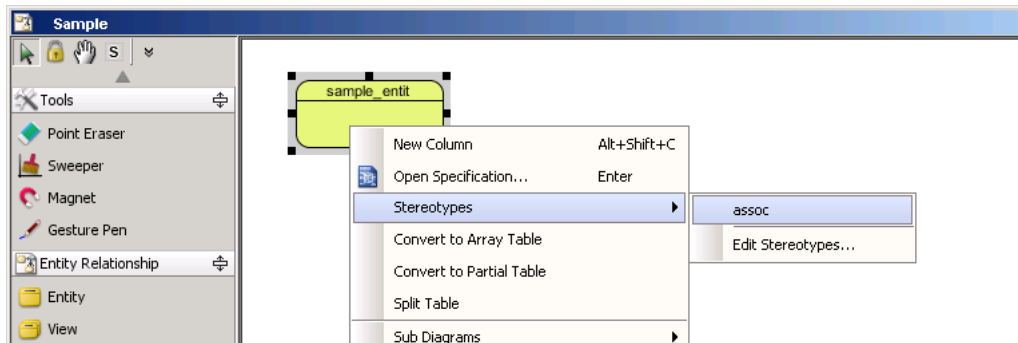 Sample
S
Tools
Point Eraser
Sweeper
Magnet
Gesture Pen
Entity Relationship
Entity
View
sample_entit
New Column Alt+Shift+C
Open Specification... Enter
Stereotypes
Convert to Array Table
Convert to Partial Table
Split Table
Sub Diagrams
assoc
Edit Stereotypes...